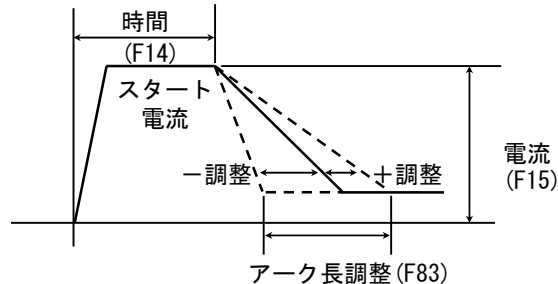 時間
(F14)
スタート
電流
電流
(F15)
－調整
＋調整
アーク長調整(F83)